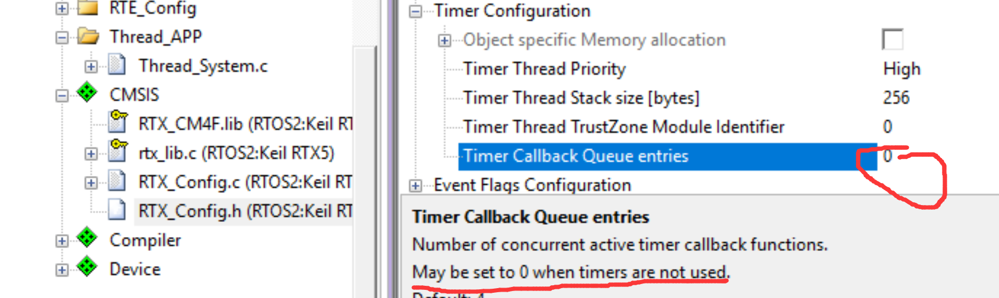 RTE_Config
Thread_APP
Thread_System.c
CMSIS
RTX_CM4F.lib (RTOS2:Keil RT
rtx_lib.c (RTOS2:Keil RTX5)
RTX_Config.c (RTOS2:Keil RT
RTX_Config.h (RTOS2:Keil RT
Compiler
Device
Timer Configuration
Object specific Memory allocation
Timer Thread Priority High
Timer Thread Stack size [bytes] 256
Timer Thread TrustZone Module Identifier 0
Timer Callback Queue entries 0
Event Flags Configuration
Timer Callback Queue entries
Number of concurrent active timer callback functions.
May be set to 0 when timers are not used.
Default: 4